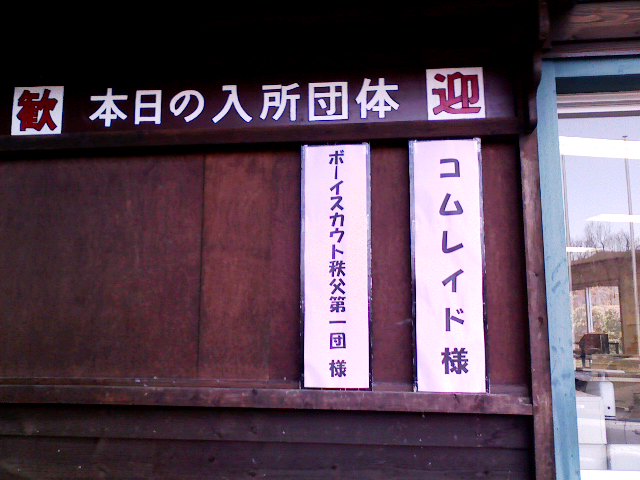 歓 本日の入所団体 迎
コムレイド様
ボーイスカウト秩父第一団 様